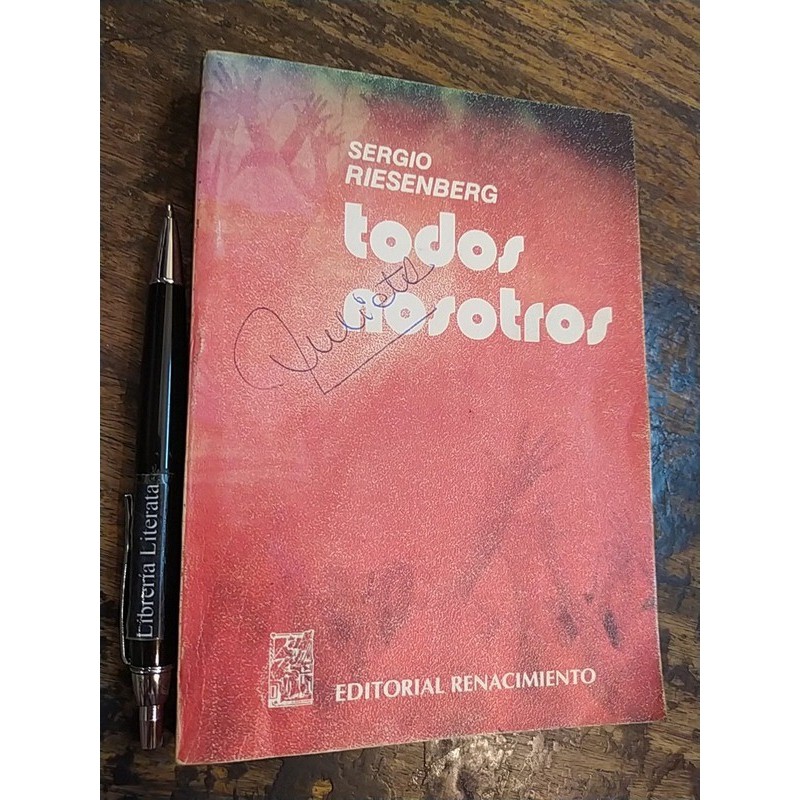 SERGIO
RIESENBERG
todos
nosotros
EDITORIAL RENACIMIENTO
Librería Literata